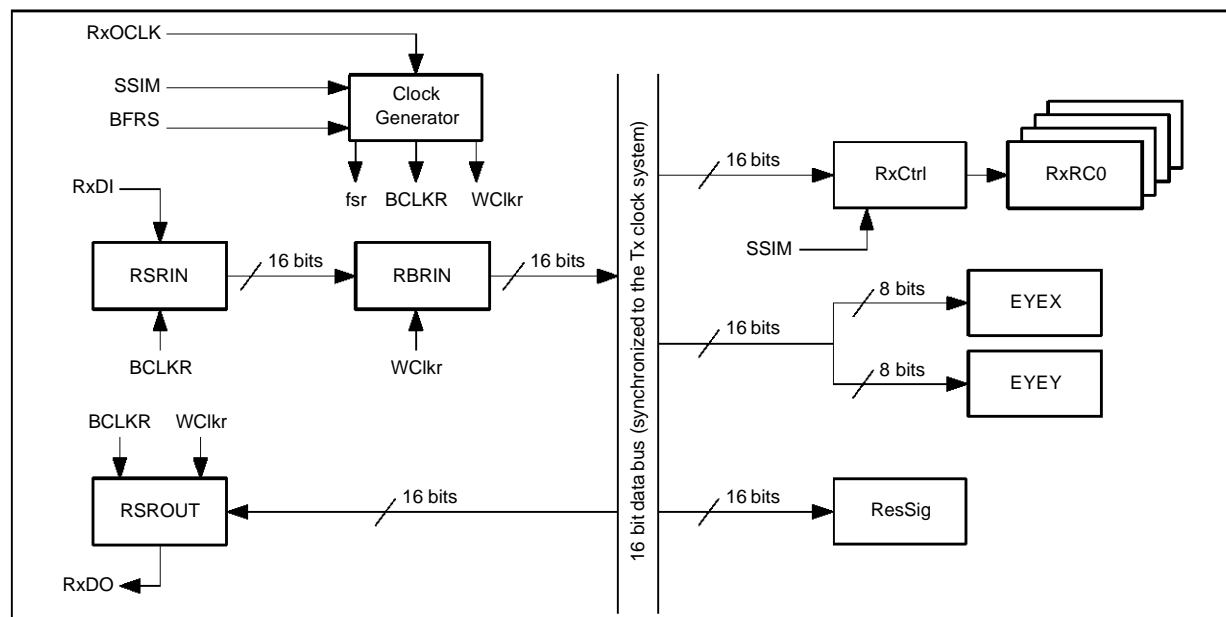 RxOCLK
SSIM
BFRS
Clock
Generator
fsr
BCLKR
WClkr
RxDI
RSRIN
16 bits
RBRIN
16 bits
BCLKR
WClkr
BCLKR
WClkr
RSROUT
16 bits
RxDO
16 bit data bus (synchronized to the Tx clock system)
16 bits
RxCtrl
RxRC0
SSIM
16 bits
8 bits
EYEX
8 bits
EYEY
16 bits
ResSig